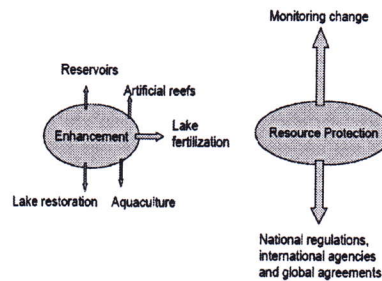 Monitoring change
Reservoirs
Artificial reefs
Enhancement
Lake
fertilization
Resource Protection
Lake restoration
Aquaculture
National regulations,
international agencies
and global agreements